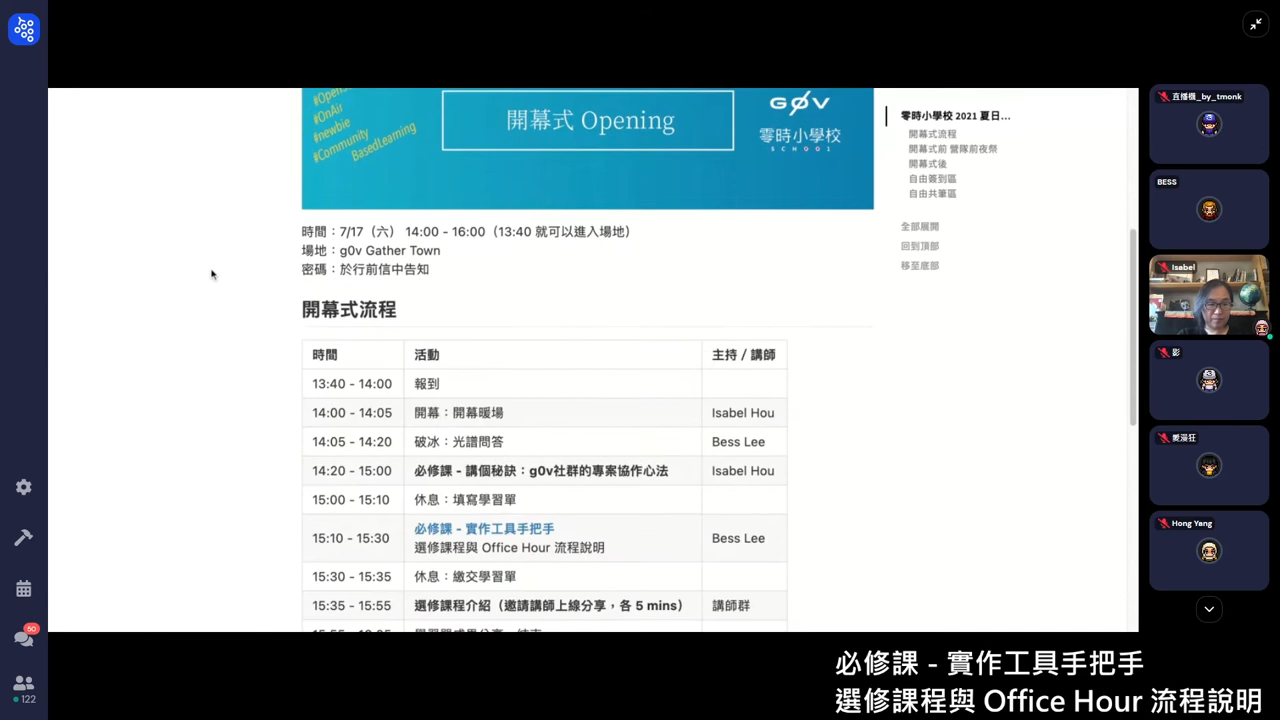 #OnAir
#newbie
#Community
BasedLearning
開幕式 Opening
GØV
零時小學校
SCHOO1
時間：7/17（六） 14:00 - 16:00（13:40 就可以進入場地）
場地：g0v Gather Town
密碼：於行前信中告知
開幕式流程
時間 活動 主持 / 講師
13:40 - 14:00 報到
14:00 - 14:05 開幕：開幕暖場 Isabel Hou
14:05 - 14:20 破冰：光譜問答 Bess Lee
14:20 - 15:00 必修課 - 講個秘訣：g0v社群的專案協作心法 Isabel Hou
15:00 - 15:10 休息：填寫學習單
15:10 - 15:30 必修課 - 實作工具手把手
選修課程與 Office Hour 流程說明 Bess Lee
15:30 - 15:35 休息：繳交學習單
15:35 - 15:55 選修課程介紹（邀請講師上線分享，各 5 mins） 講師群
零時小學校 2021 夏日...
開幕式流程
開幕式前 營隊前夜祭
開幕式後
自由簽到區
自由共筆區
全部展開
回到頂部
移至底部
直播機_by_tmonk
BESS
Isabel
影
愛滋狂
Hong Yang
50
122
必修課 - 實作工具手把手
選修課程與 Office Hour 流程說明